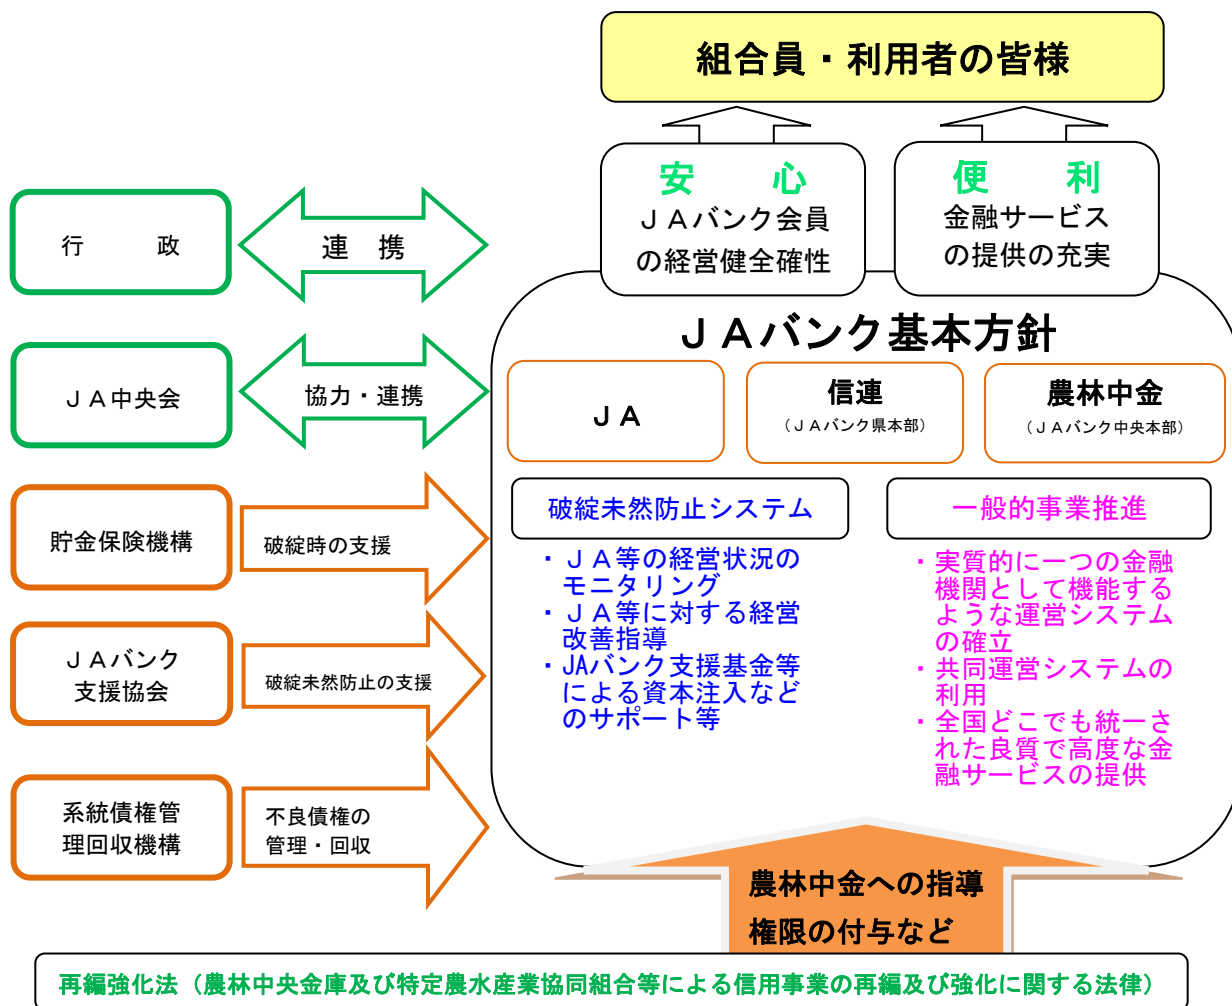 組合員・利用者の皆様
安　心
ＪＡバンク会員
の経営健全確性
便　利
金融サービス
の提供の充実
行　　政
連　携
ＪＡ中央会
協力・連携
貯金保険機構
破綻時の支援
ＪＡバンク
支援協会
破綻未然防止の支援
系統債権管
理回収機構
不良債権の
管理・回収
ＪＡバンク基本方針
ＪＡ
信連
（ＪＡバンク県本部）
農林中金
（ＪＡバンク中央本部）
破綻未然防止システム
・ＪＡ等の経営状況の
モニタリング
・ＪＡ等に対する経営
改善指導
・JAバンク支援基金等
による資本注入などの
サポート等
一般的事業推進
・実質的に一つの金融
機関として機能する
ような運営システム
の確立
・共同運営システムの
利用
・全国どこでも統一さ
れた良質で高度な金
融サービスの提供
農林中金への指導
権限の付与など
再編強化法（農林中央金庫及び特定農水産業協同組合等による信用事業の再編及び強化に関する法律）